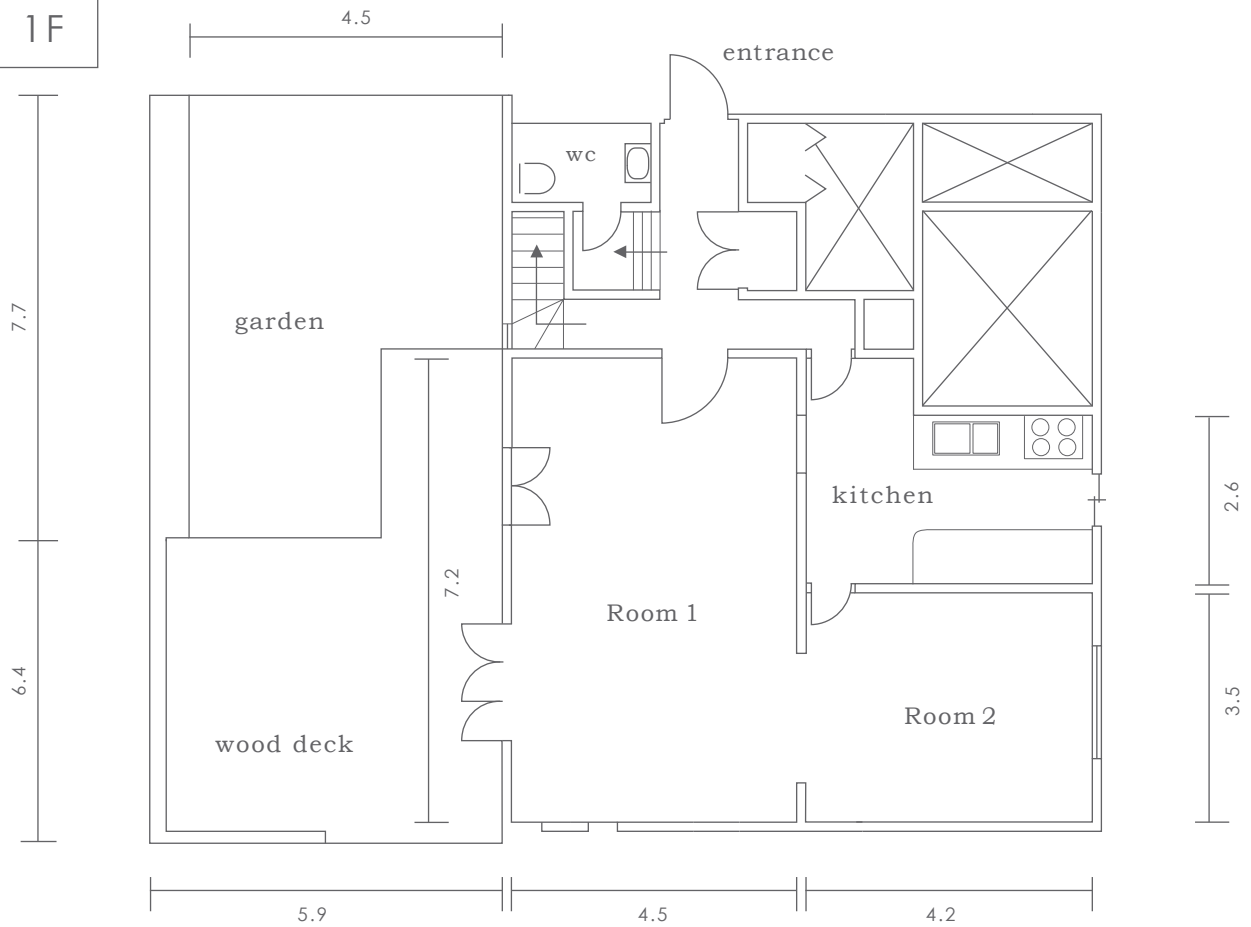 1F
4.5
entrance
wc
garden
7.7
kitchen
2.6
7.2
Room 1
6.4
Room 2
3.5
wood deck
5.9
4.5
4.2